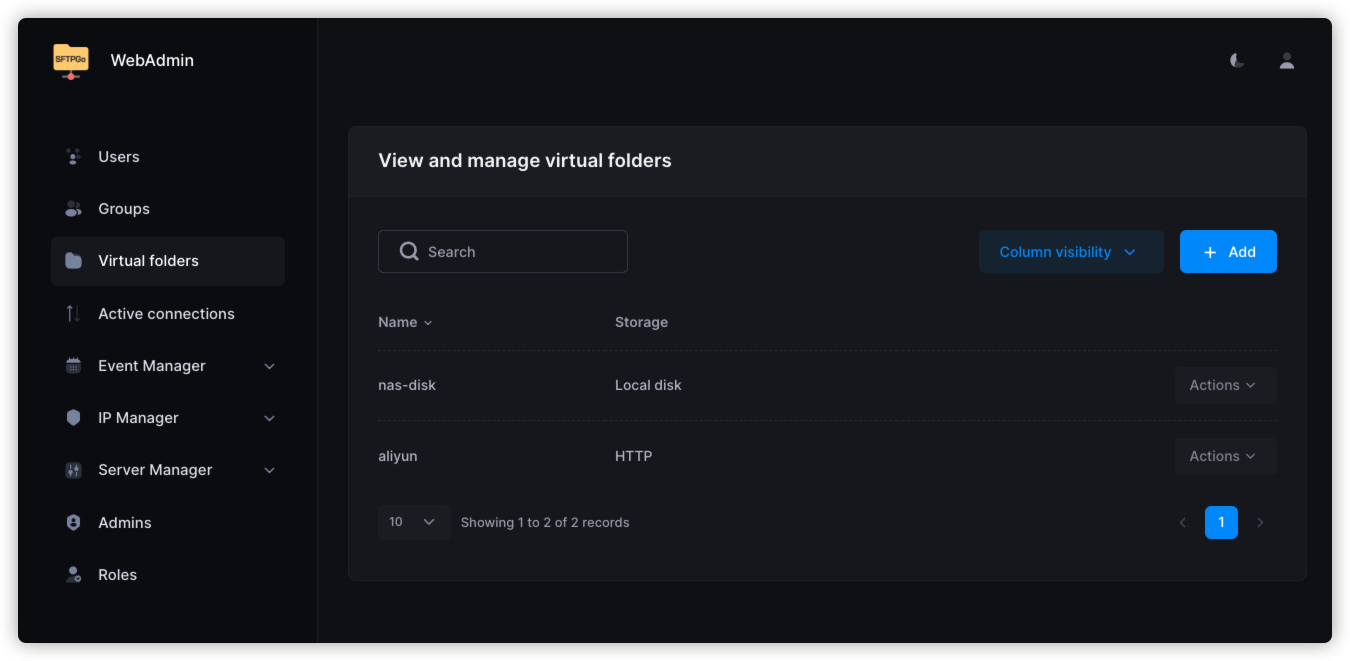 SFTPGo
WebAdmin
Users
Groups
Virtual folders
Active connections
Event Manager
IP Manager
Server Manager
Admins
Roles
View and manage virtual folders
Search
Column visibility
+ Add
Name
Storage
nas-disk
Local disk
Actions
aliyun
HTTP
Actions
10
Showing 1 to 2 of 2 records
1